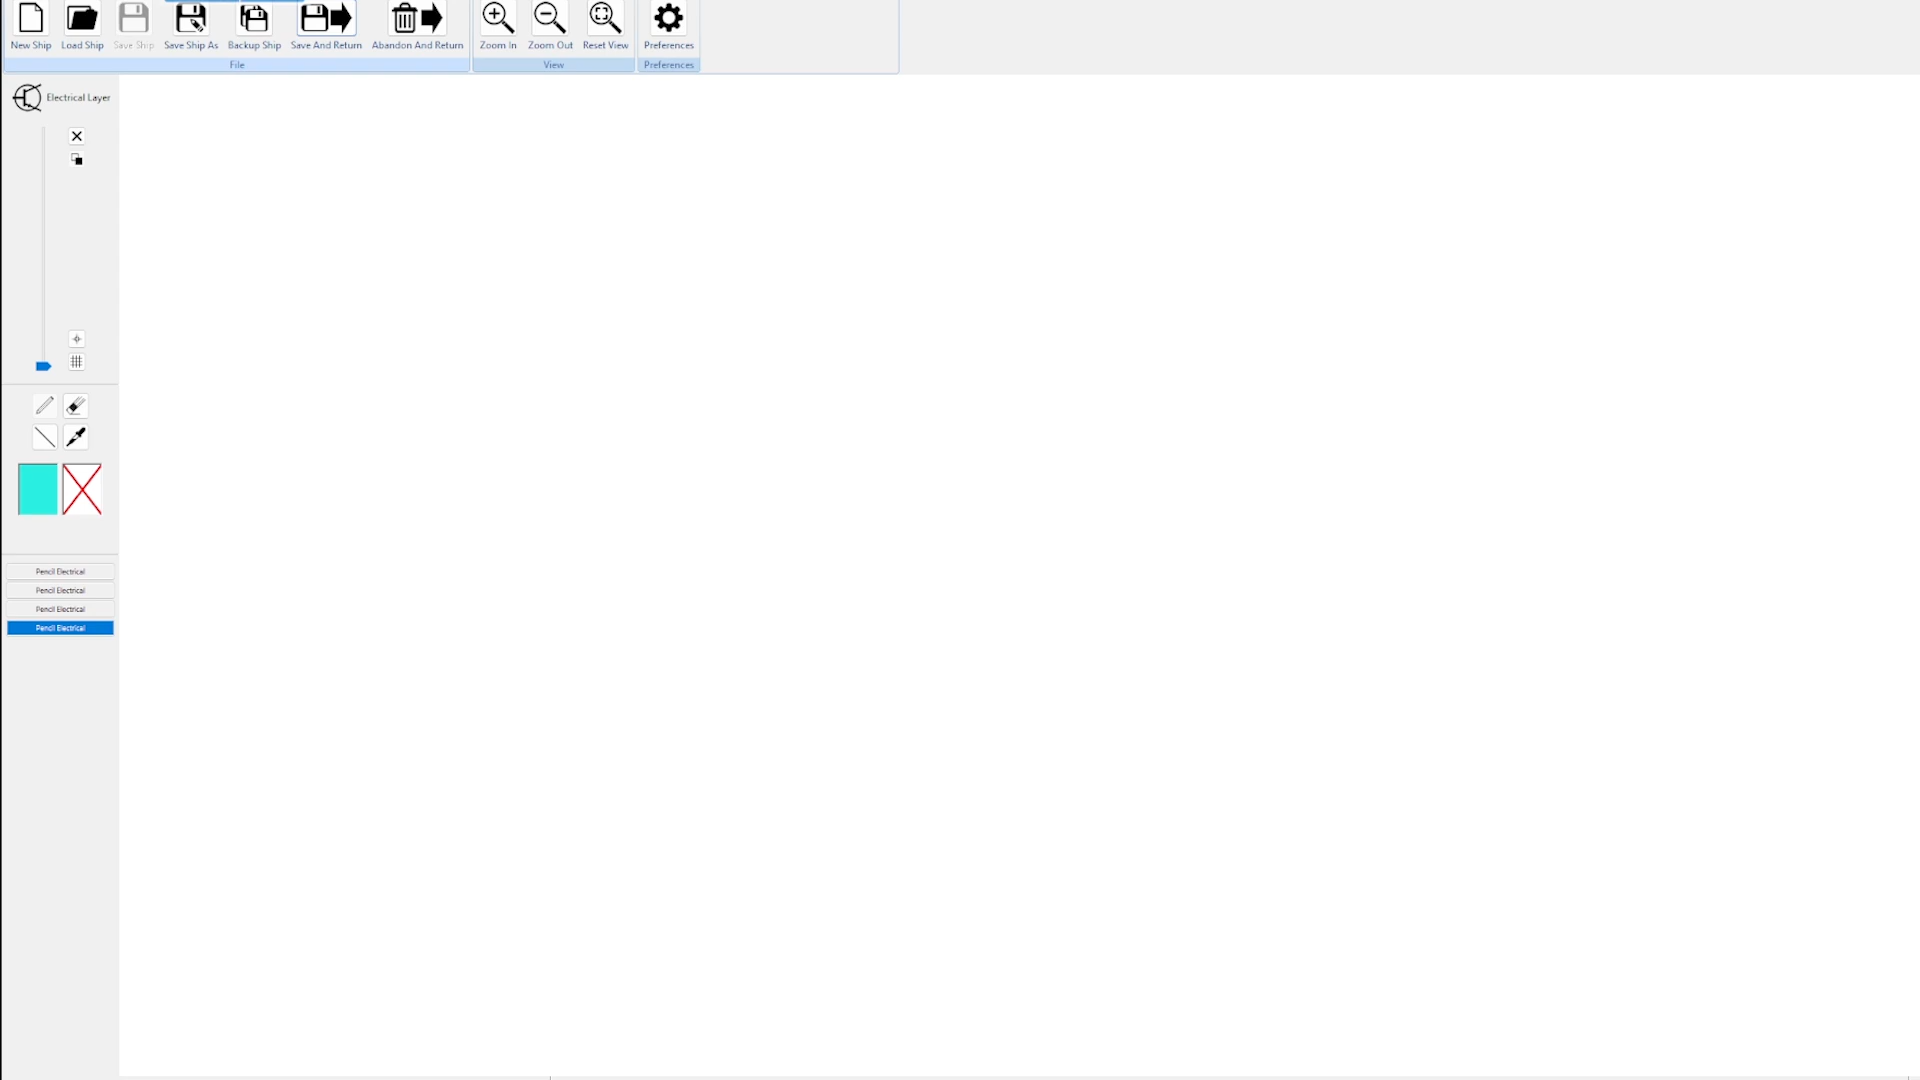 New Ship Load Ship Save Ship Save Ship As Backup Ship Save And Return Abandon And Return Zoom In Zoom Out Reset View Preferences
File View Preferences
Electrical Layer
Pencil Electrical
Pencil Electrical
Pencil Electrical
Pencil Electrical